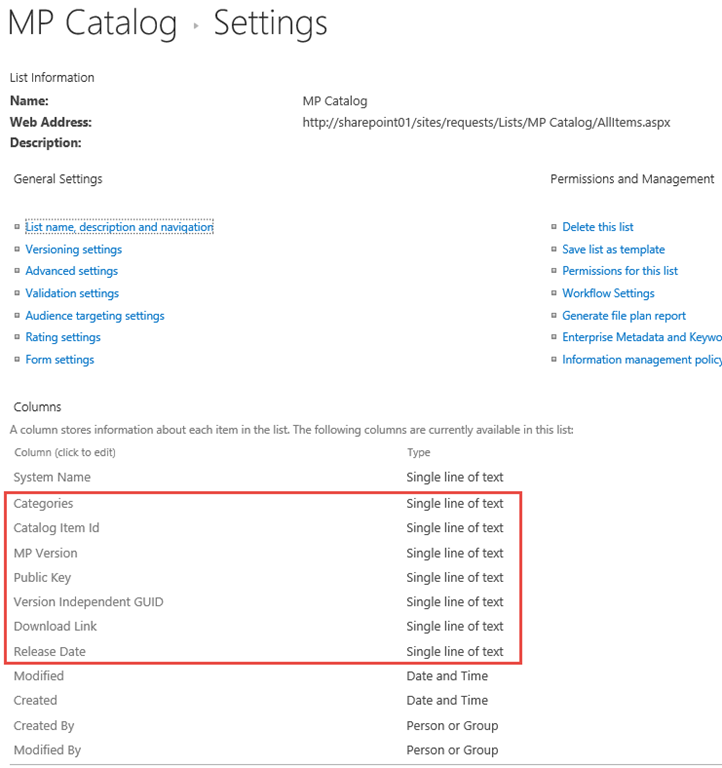 MP Catalog ▸ Settings
List Information
Name: MP Catalog
Web Address: http://sharepoint01/sites/requests/Lists/MP Catalog/AllItems.aspx
Description:
General Settings Permissions and Management
List name, description and navigation Delete this list
Versioning settings Save list as template
Advanced settings Permissions for this list
Validation settings Workflow Settings
Audience targeting settings Generate file plan report
Rating settings Enterprise Metadata and Keywo
Form settings Information management policy
Columns
A column stores information about each item in the list. The following columns are currently available in this list:
Column (click to edit) Type
System Name Single line of text
Categories Single line of text
Catalog Item Id Single line of text
MP Version Single line of text
Public Key Single line of text
Version Independent GUID Single line of text
Download Link Single line of text
Release Date Single line of text
Modified Date and Time
Created Date and Time
Created By Person or Group
Modified By Person or Group